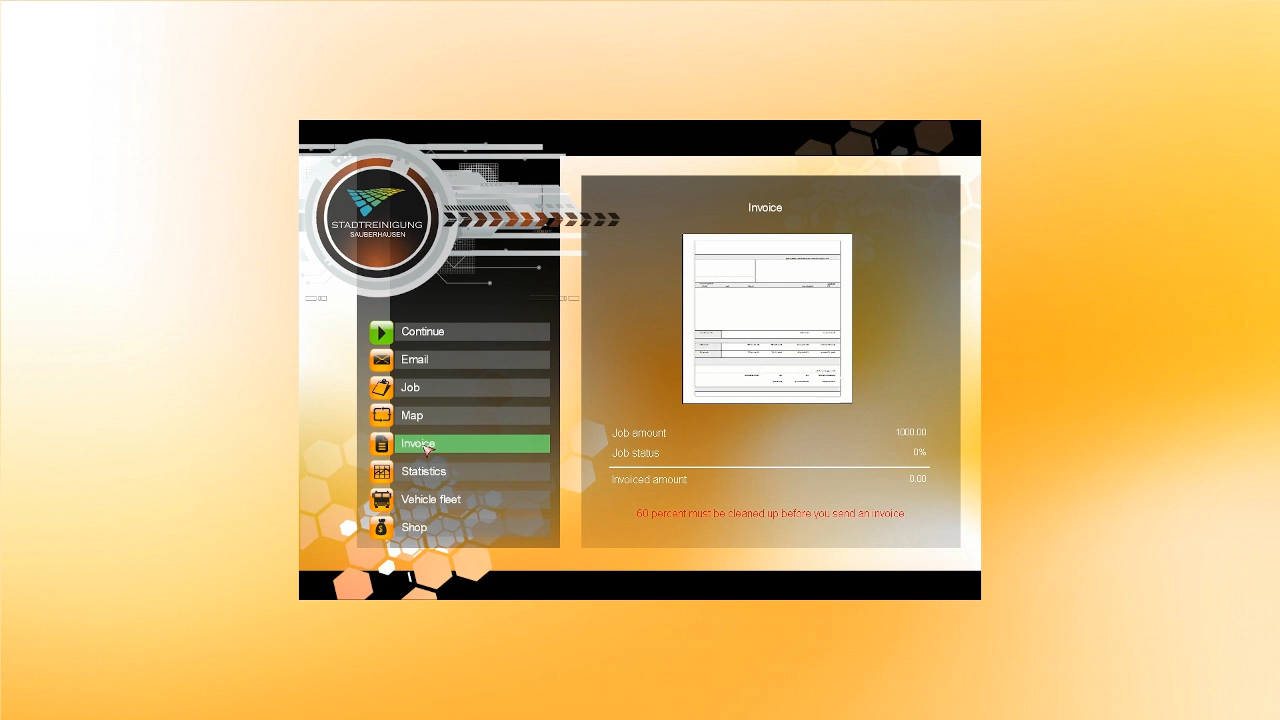 STADTREINIGUNG
SAUBERHAUSEN
Continue
Email
Job
Map
Invoice
Statistics
Vehicle fleet
Shop
Invoice
Job amount 1000.00
Job status 0%
Invoiced amount 0.00
60 percent must be cleaned up before you send an invoice